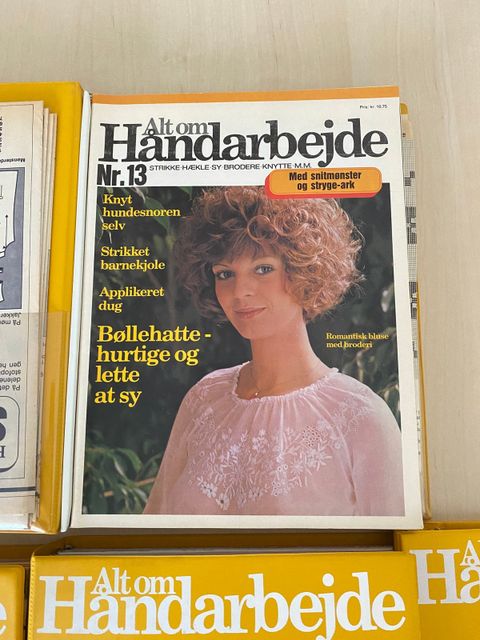 Pris: kr. 10.75
Alt om
Håndarbejde
Nr. 13
STRIKKE·HÆKLE·SY·BRODERE·KNYTTE·M.M.
Med snitmønster
og stryge-ark
Knyt
hundesnoren
selv
Strikket
barnekjole
Applikeret
dug
Bøllehatte -
hurtige og
lette
at sy
Romantisk bluse
med broderi
Alt om
Håndarbejde
Alt
Hånd